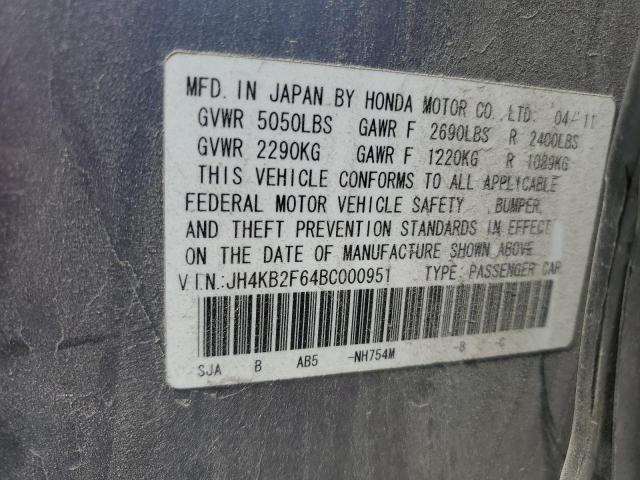 MFD. IN JAPAN BY HONDA MOTOR CO., LTD. 04/11
GVWR 5050LBS GAWR F 2690LBS R 2400LBS
GVWR 2290KG GAWR F 1220KG R 1089KG
THIS VEHICLE CONFORMS TO ALL APPLICABLE
FEDERAL MOTOR VEHICLE SAFETY, BUMPER,
AND THEFT PREVENTION STANDARDS IN EFFECT
ON THE DATE OF MANUFACTURE SHOWN ABOVE.
V I N.:JH4KB2F64BC000951 TYPE: PASSENGER CAR
SJA B AB5 -NH754M -B -C